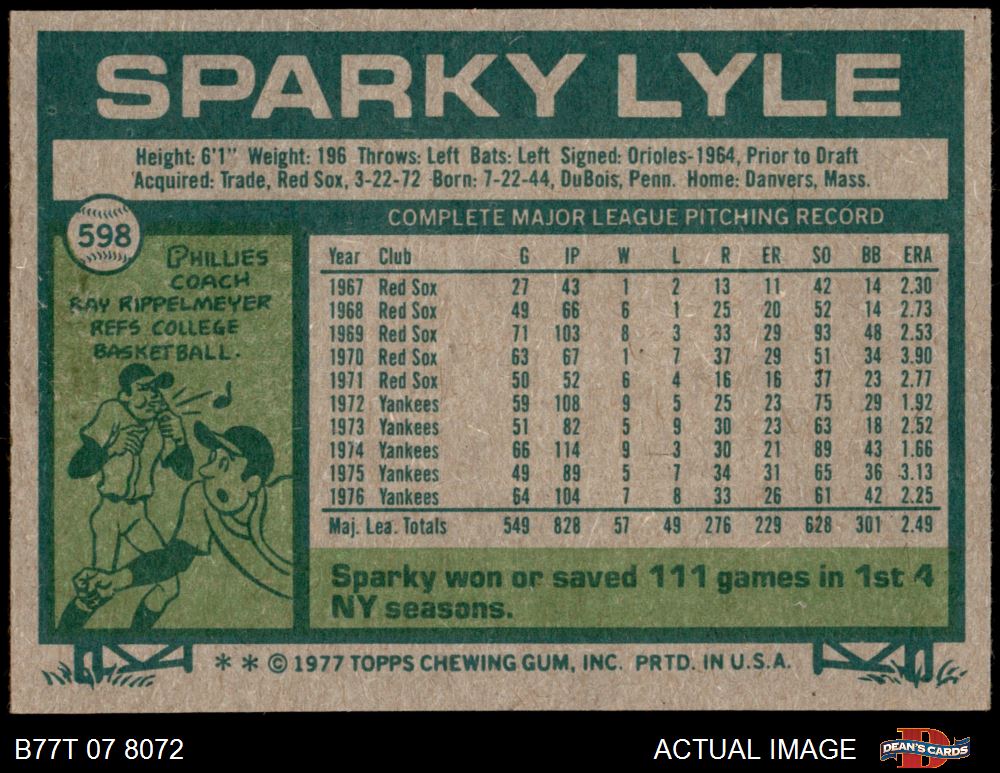 SPARKY LYLE
Height: 6'1" Weight: 196 Throws: Left Bats: Left Signed: Orioles-1964, Prior to Draft
Acquired: Trade, Red Sox, 3-22-72 Born: 7-22-44, DuBois, Penn. Home: Danvers, Mass.
598
PHILLIES
COACH
RAY RIPPELMEYER
REFS COLLEGE
BASKETBALL.
COMPLETE MAJOR LEAGUE PITCHING RECORD
Year Club G IP W L R ER SO BB ERA
1967 Red Sox 27 43 1 2 13 11 42 14 2.30
1968 Red Sox 49 66 6 1 25 20 52 14 2.73
1969 Red Sox 71 103 8 3 33 29 93 48 2.53
1970 Red Sox 63 67 1 7 37 29 51 34 3.90
1971 Red Sox 50 52 6 4 16 16 37 23 2.77
1972 Yankees 59 108 9 5 25 23 75 29 1.92
1973 Yankees 51 82 5 9 30 23 63 18 2.52
1974 Yankees 66 114 9 3 30 21 89 43 1.66
1975 Yankees 49 89 5 7 34 31 65 36 3.13
1976 Yankees 64 104 7 8 33 26 61 42 2.25
Maj. Lea. Totals 549 828 57 49 276 229 628 301 2.49
Sparky won or saved 111 games in 1st 4
NY seasons.
* * © 1977 TOPPS CHEWING GUM, INC. PRTD. IN U.S.A.
B77T 07 8072
ACTUAL IMAGE
DEAN'S CARDS